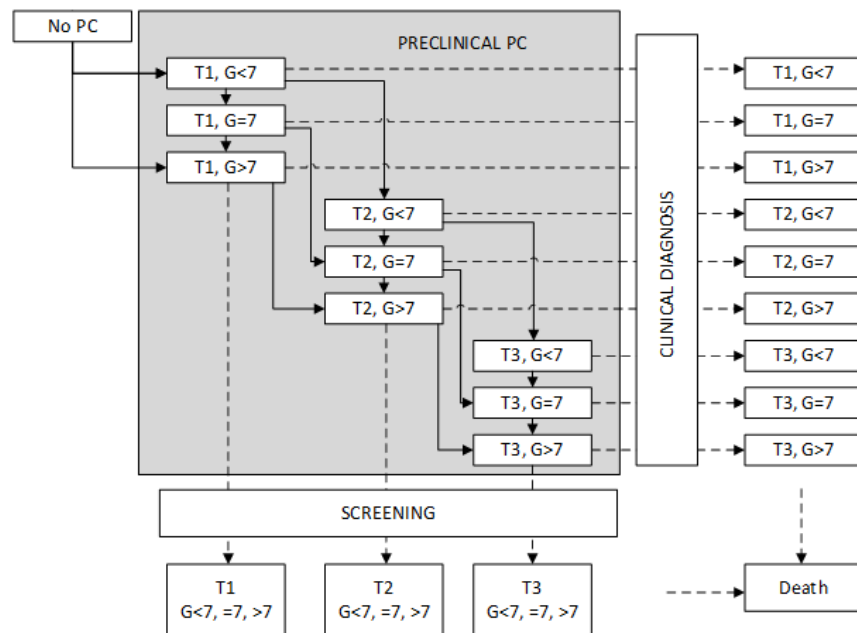 No PC
PRECLINICAL PC
T1, G<7
T1, G=7
T1, G>7
T2, G<7
T2, G=7
T2, G>7
T3, G<7
T3, G=7
T3, G>7
CLINICAL DIAGNOSIS
T1, G<7
T1, G=7
T1, G>7
T2, G<7
T2, G=7
T2, G>7
T3, G<7
T3, G=7
T3, G>7
SCREENING
T1
G<7, =7, >7
T2
G<7, =7, >7
T3
G<7, =7, >7
Death